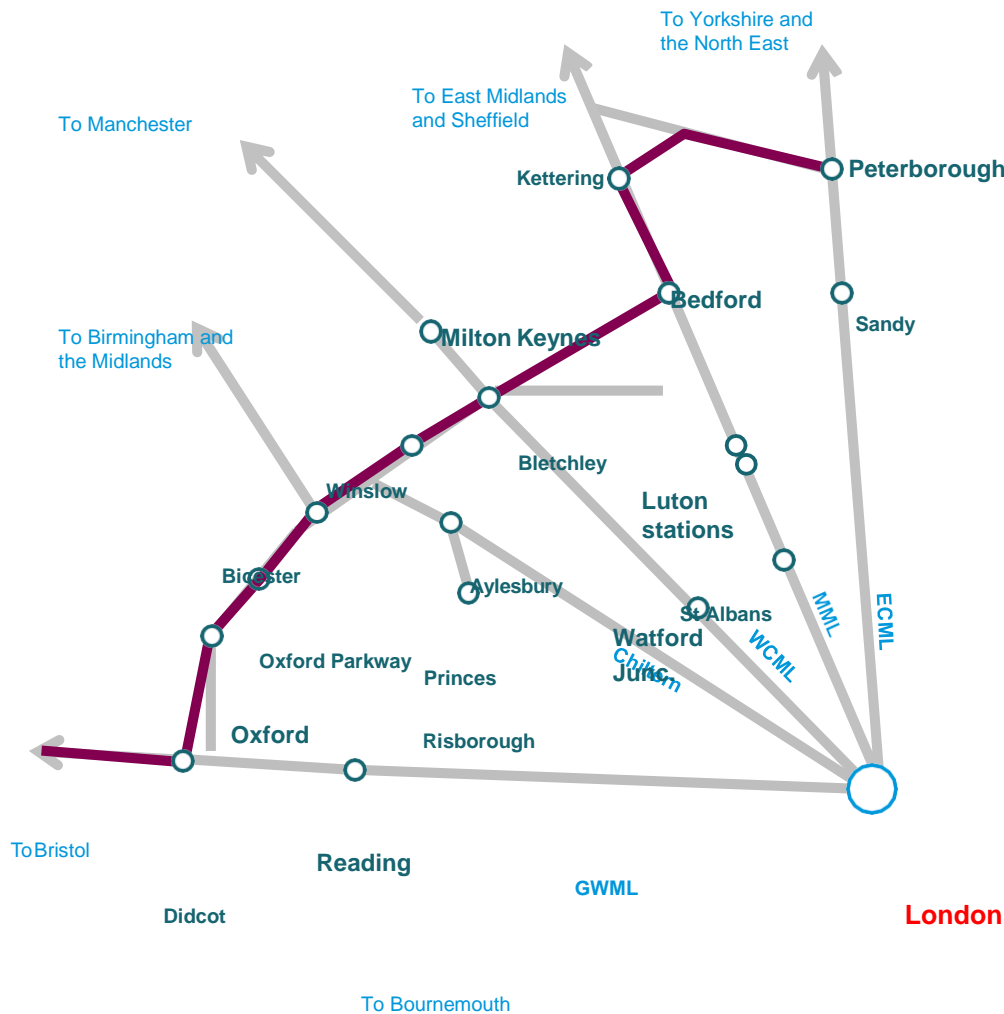 To Yorkshire and
the North East
To East Midlands
and Sheffield
To Manchester
Peterborough
Kettering
Bedford
Sandy
To Birmingham and
the Midlands
Milton Keynes
Bletchley
Winslow
Luton
stations
Bicester
Aylesbury
St Albans
MML
ECML
Watford
Junc.
WCML
Chiltern
Oxford Parkway
Princes
Risborough
Oxford
ToBristol
Reading
GWML
Didcot
London
To Bournemouth